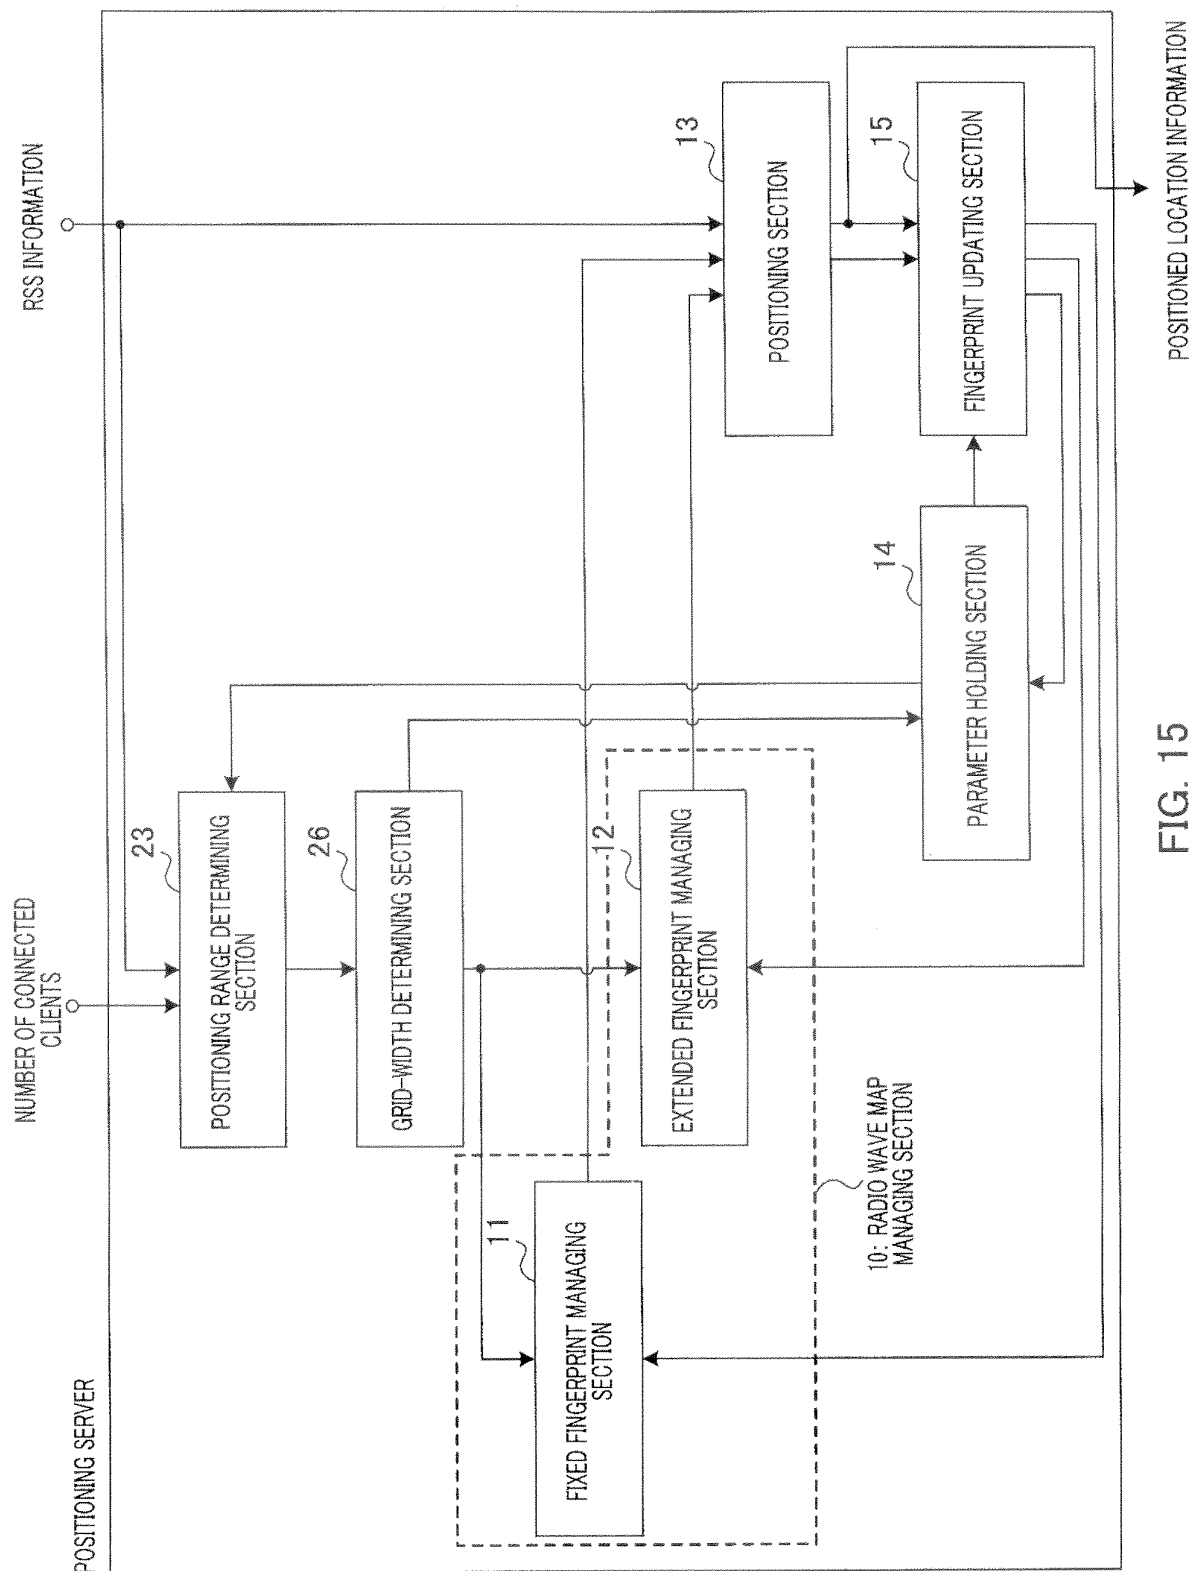 POSITIONING SERVER
NUMBER OF CONNECTED
CLIENTS
RSS INFORMATION
23
POSITIONING RANGE DETERMINING
SECTION
26
GRID-WIDTH DETERMINING SECTION
11
FIXED FINGERPRINT MANAGING
SECTION
12
EXTENDED FINGERPRINT MANAGING
SECTION
10: RADIO WAVE MAP
MANAGING SECTION
13
POSITIONING SECTION
14
PARAMETER HOLDING SECTION
15
FINGERPRINT UPDATING SECTION
POSITIONED LOCATION INFORMATION
FIG. 15